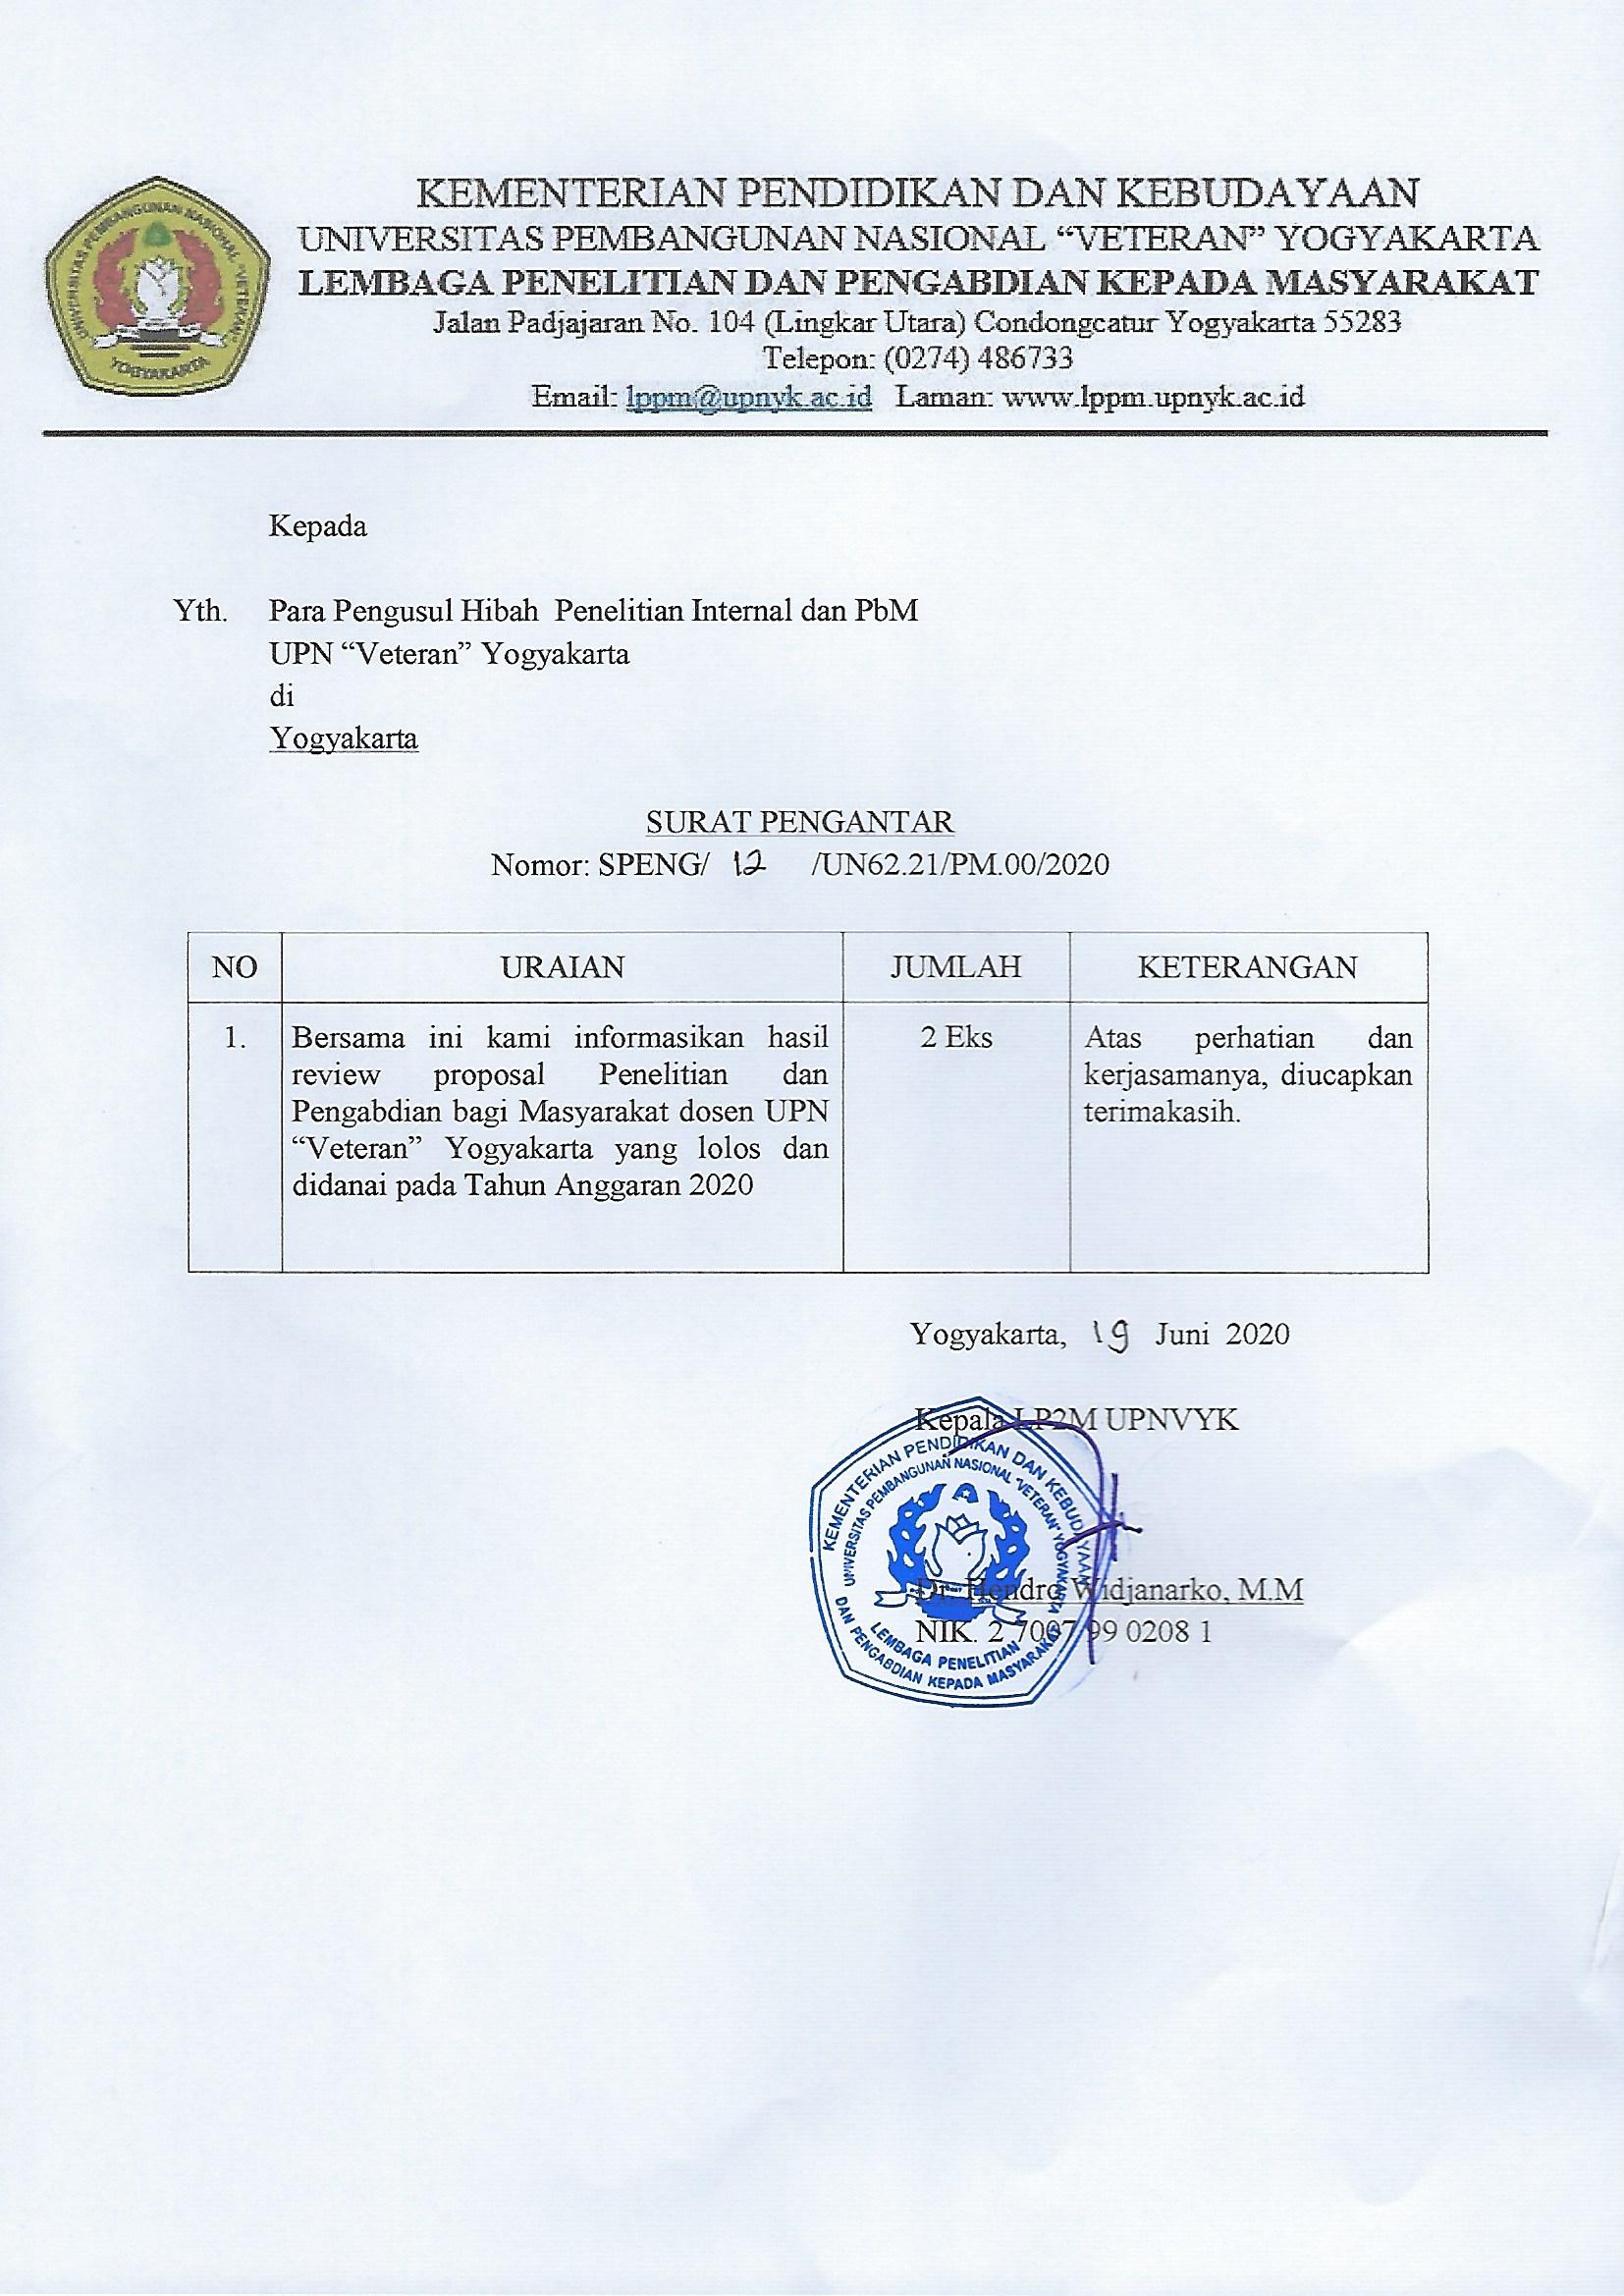 KEMENTERIAN PENDIDIKAN DAN KEBUDAYAAN
UNIVERSITAS PEMBANGUNAN NASIONAL “VETERAN” YOGYAKARTA
LEMBAGA PENELITIAN DAN PENGABDIAN KEPADA MASYARAKAT
Jalan Padjajaran No. 104 (Lingkar Utara) Condongcatur Yogyakarta 55283
Telepon: (0274) 486733
Email: lppm@upnyk.ac.id Laman: www.lppm.upnyk.ac.id
UNIVERSITAS PEMBANGUNAN NASIONAL "VETERAN"
YOGYAKARTA
Kepada
Yth. Para Pengusul Hibah Penelitian Internal dan PbM
UPN “Veteran” Yogyakarta
di
Yogyakarta
SURAT PENGANTAR
Nomor: SPENG/ 12 /UN62.21/PM.00/2020
NO URAIAN JUMLAH KETERANGAN
1. Bersama ini kami informasikan hasil 2 Eks Atas perhatian dan
review proposal Penelitian dan kerjasamanya, diucapkan
Pengabdian bagi Masyarakat dosen UPN terimakasih.
“Veteran” Yogyakarta yang lolos dan
didanai pada Tahun Anggaran 2020
Yogyakarta, 19 Juni 2020
Kepala LP2M UPNVYK
KEMENTERIAN PENDIDIKAN DAN KEBUDAYAAN
UNIVERSITAS PEMBANGUNAN NASIONAL "VETERAN" YOGYAKARTA
LEMBAGA PENELITIAN
DAN PENGABDIAN KEPADA MASYARAKAT
Dr. Hendro Widjanarko, M.M
NIK. 2 7007 99 0208 1